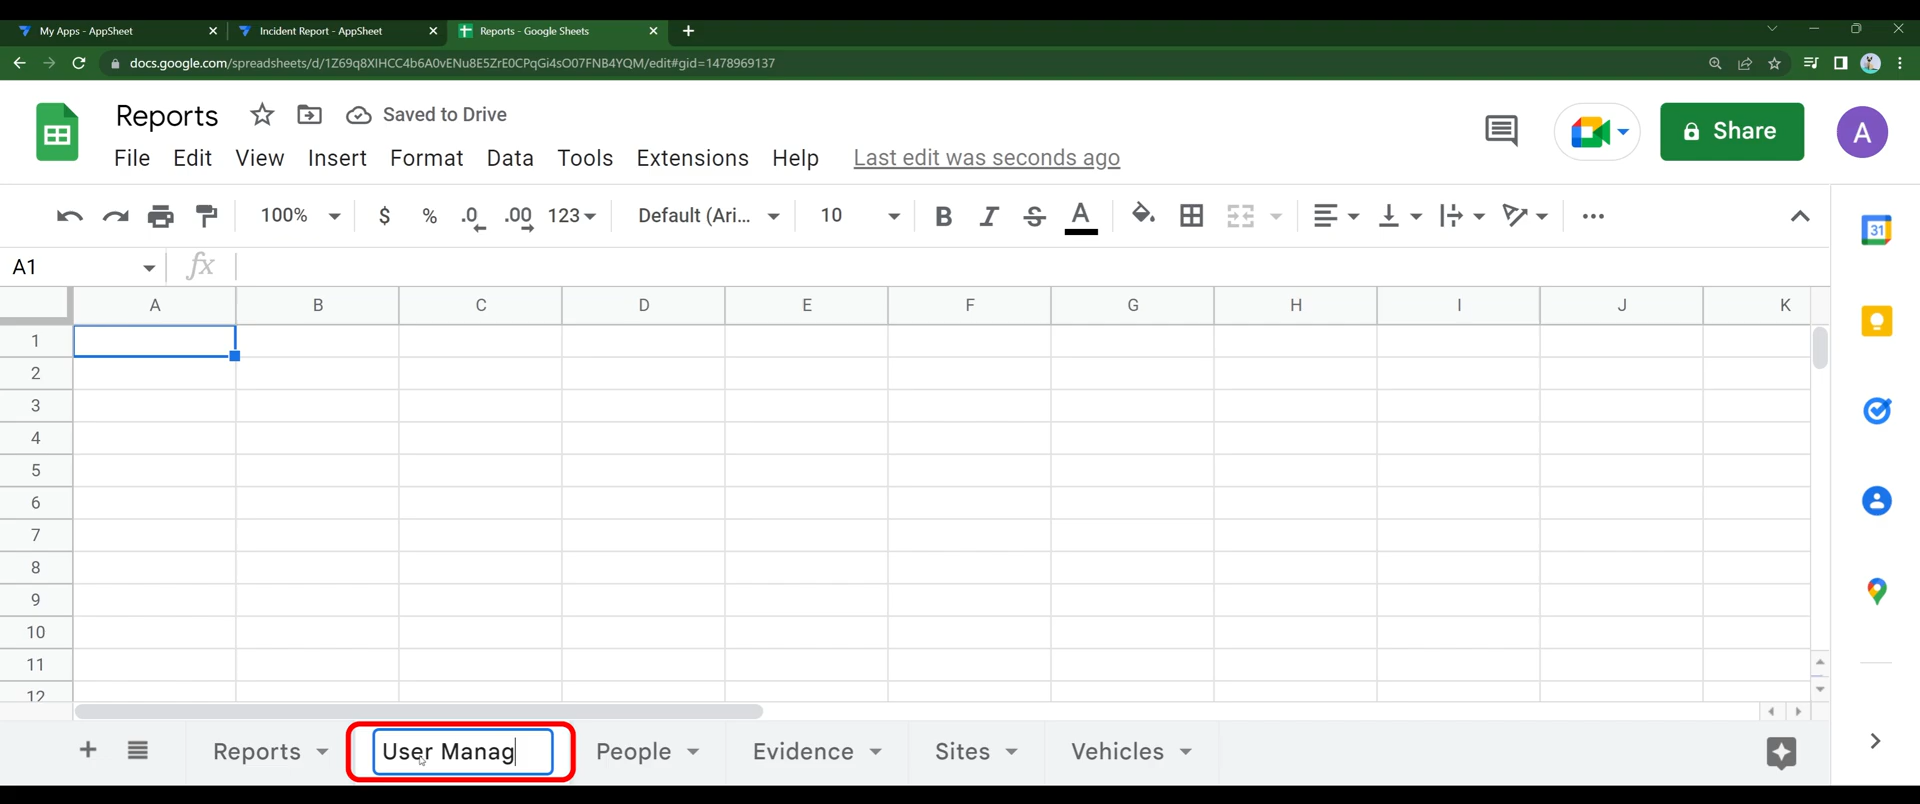 My Apps - AppSheet
Incident Report - AppSheet
Reports - Google Sheets
docs.google.com/spreadsheets/d/1Z69q8XIHCC4b6A0vENu8E5ZrE0CPqGi4sO07FNB4YQM/edit#gid=1478969137
Reports
Saved to Drive
File Edit View Insert Format Data Tools Extensions Help Last edit was seconds ago
Share
A
100% $ % .0 .00 123 Default (Ari... 10 B I S A
31
A1
fx
A B C D E F G H I J K
1
2
3
4
5
6
7
8
9
10
11
12
Reports User Manag People Evidence Sites Vehicles